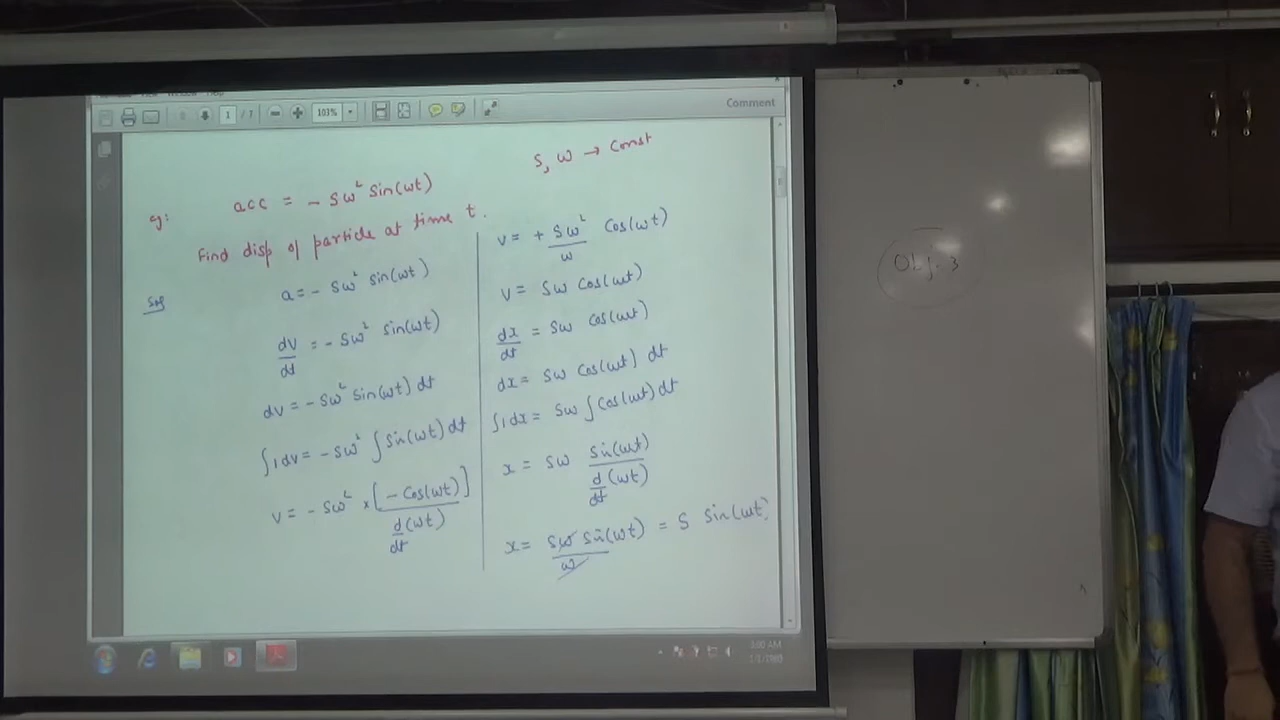 Comment
1 / 7
103%
S, ω → Const
eg: acc = - Sω² Sin(ωt)
Find disp of particle at time t.
Sol a = - Sω² Sin(ωt)
dv/dt = - Sω² Sin(ωt)
dv = - Sω² Sin(ωt) dt
∫1 dv = - Sω² ∫ Sin(ωt) dt
v = - Sω² × [- Cos(ωt)] / d/dt (ωt)
v = + Sω²/ω Cos(ωt)
v = Sω Cos(ωt)
dx/dt = Sω Cos(ωt)
dx = Sω Cos(ωt) dt
∫1 dx = Sω ∫ Cos(ωt) dt
x = Sω Sin(ωt) / d/dt (ωt)
x = Sω Sin(ωt) / ω = S Sin(ωt).
Obj. 3